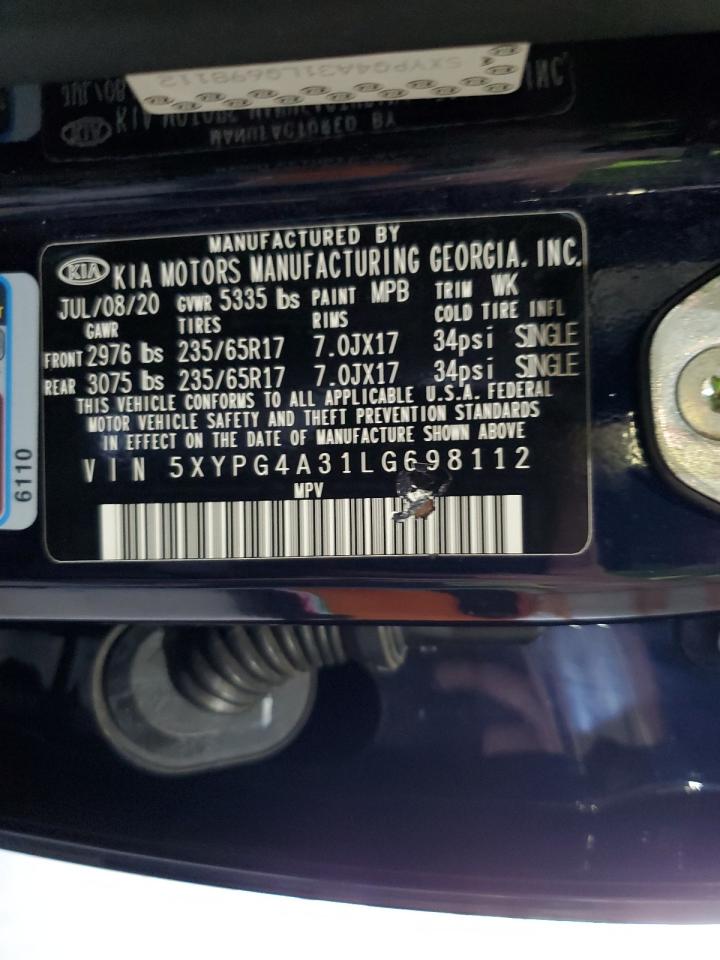 5XYPG4A31LG698112
MANUFACTURED BY
KIA KIA MOTORS MANUFACTURING GEORGIA. INC.
JUL/08/20 GVWR 5335 lbs PAINT MPB TRIM WK
GAWR TIRES RIMS COLD TIRE INFL
FRONT 2976 lbs 235/65R17 7.0JX17 34psi SINGLE
REAR 3075 lbs 235/65R17 7.0JX17 34psi SINGLE
THIS VEHICLE CONFORMS TO ALL APPLICABLE U.S.A. FEDERAL
MOTOR VEHICLE SAFETY AND THEFT PREVENTION STANDARDS
IN EFFECT ON THE DATE OF MANUFACTURE SHOWN ABOVE
VIN 5XYPG4A31LG698112
MPV
6110